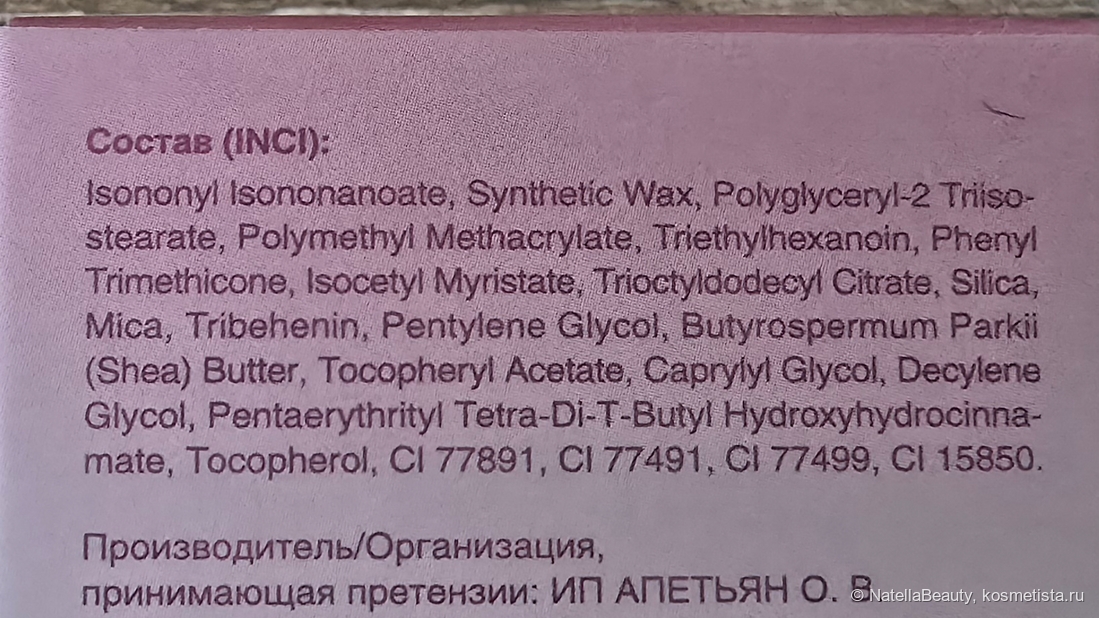 Состав (INCI):
Isononyl Isononanoate, Synthetic Wax, Polyglyceryl-2 Triiso-
stearate, Polymethyl Methacrylate, Triethylhexanoin, Phenyl
Trimethicone, Isocetyl Myristate, Trioctyldodecyl Citrate, Silica,
Mica, Tribehenin, Pentylene Glycol, Butyrospermum Parkii
(Shea) Butter, Tocopheryl Acetate, Caprylyl Glycol, Decylene
Glycol, Pentaerythrityl Tetra-Di-T-Butyl Hydroxyhydrocinna-
mate, Tocopherol, CI 77891, CI 77491, CI 77499, CI 15850.
Производитель/Организация,
принимающая претензии: ИП АПЕТЬЯН О. В
© NatellaBeauty, kosmetista.ru